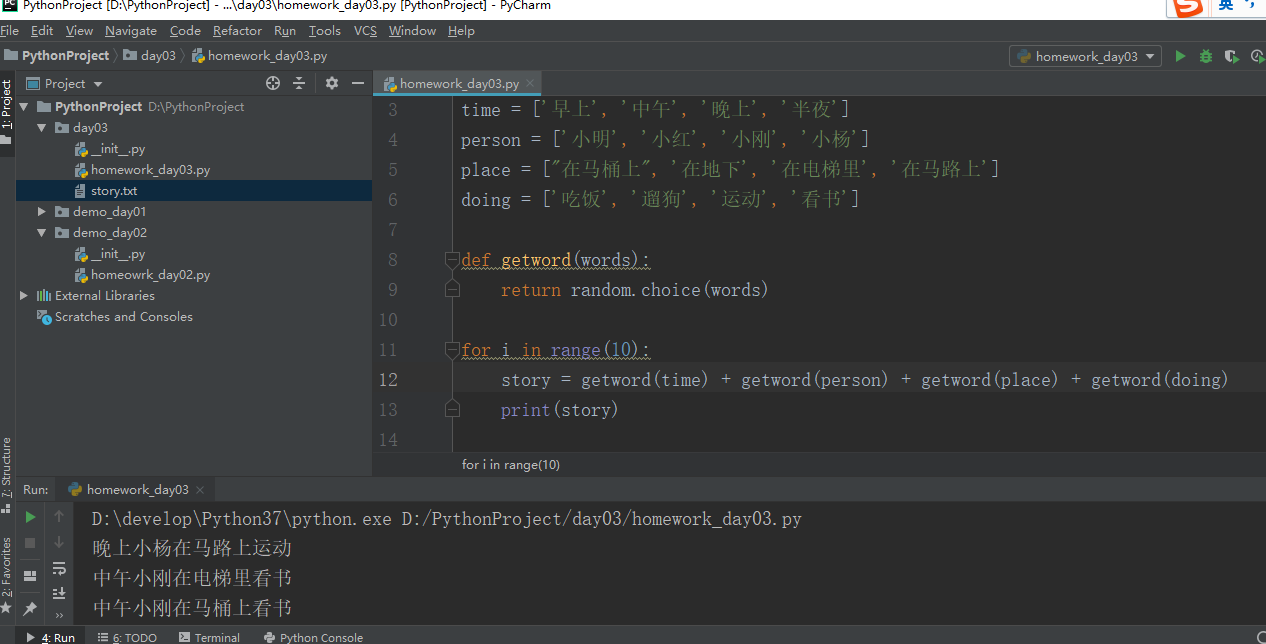 PythonProject [D:\PythonProject] - ...\day03\homework_day03.py [PythonProject] - PyCharm
英
File Edit View Navigate Code Refactor Run Tools VCS Window Help
PythonProject day03 homework_day03.py homework_day03
1: Project
Project
homework_day03.py
PythonProject D:\PythonProject
day03
__init__.py
homework_day03.py
story.txt
demo_day01
demo_day02
__init__.py
homeowrk_day02.py
External Libraries
Scratches and Consoles
3 time = ['早上', '中午', '晚上', '半夜']
4 person = ['小明', '小红', '小刚', '小杨']
5 place = ["在马桶上", '在地下', '在电梯里', '在马路上']
6 doing = ['吃饭', '遛狗', '运动', '看书']
7
8 def getword(words):
9 return random.choice(words)
10
11 for i in range(10):
12 story = getword(time) + getword(person) + getword(place) + getword(doing)
13 print(story)
14
for i in range(10)
7: Structure
2: Favorites
Run: homework_day03
D:\develop\Python37\python.exe D:/PythonProject/day03/homework_day03.py
晚上小杨在马路上运动
中午小刚在电梯里看书
中午小刚在马桶上看书
4: Run 6: TODO Terminal Python Console